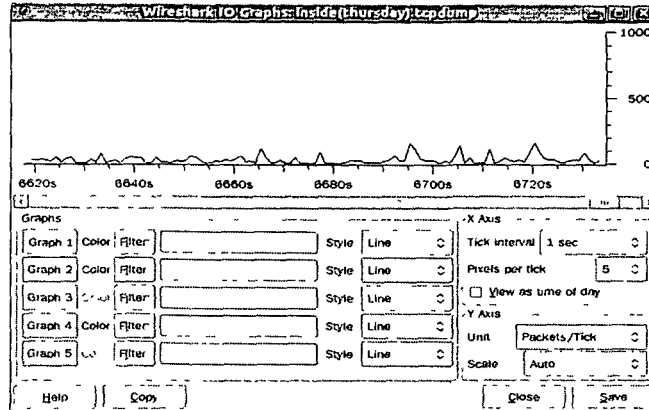 Wireshark IO Graphs: Inside(thursday).tcpdump
1000
500
0
6620s 6640s 6660s 6680s 6700s 6720s
Graphs
X Axis
Graph 1 Color Filter Style Line
Tick interval 1 sec
Graph 2 Color Filter Style Line
Pixels per tick 5
Graph 3 Filter Style Line
View as time of day
Graph 4 Color Filter Style Line
Y Axis
Unit Packets/Tick
Graph 5 Filter Style Line
Scale Auto
Help Copy Close Save